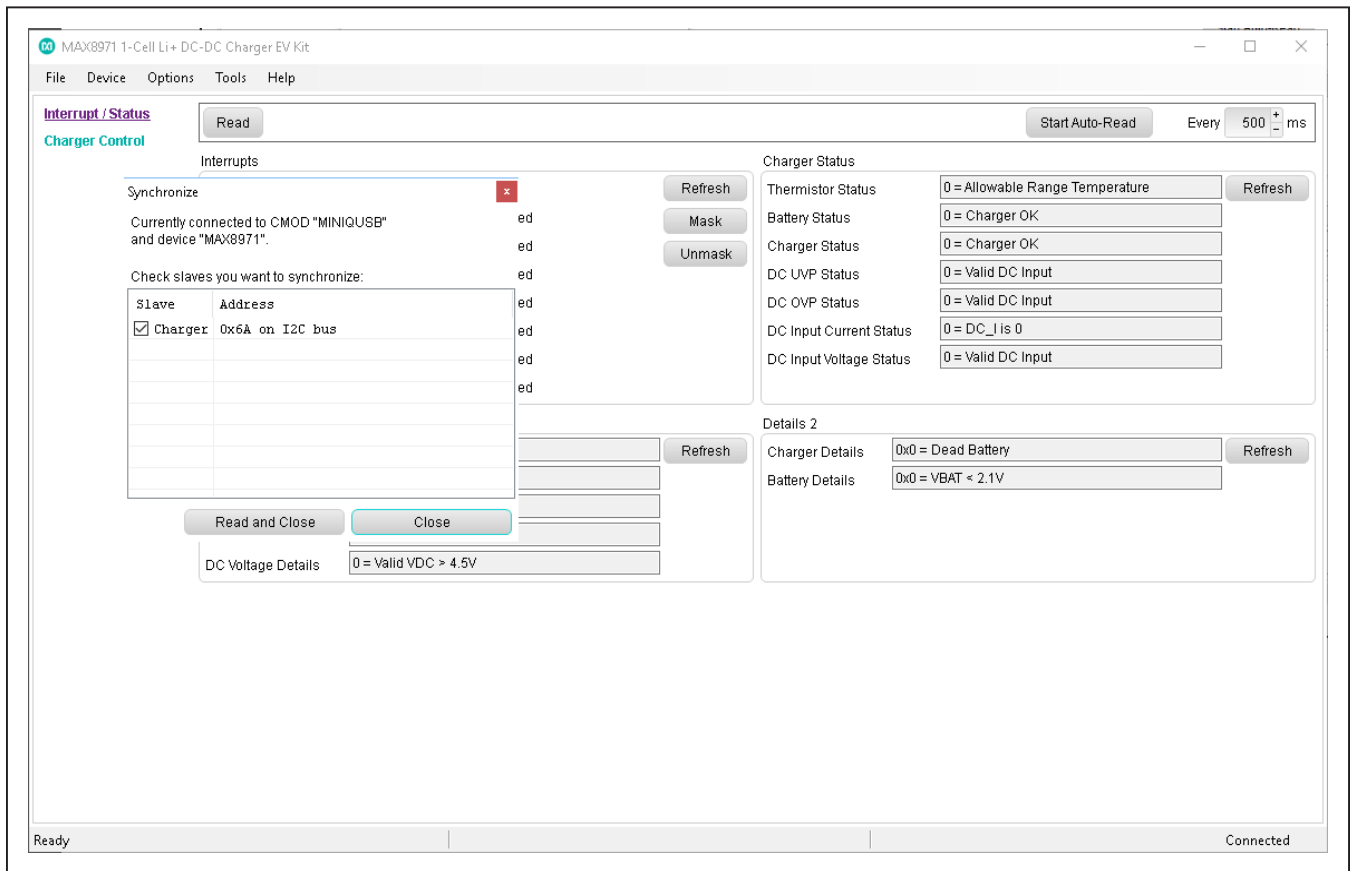 MAX8971 1-Cell Li+ DC-DC Charger EV Kit
File Device Options Tools Help
Interrupt / Status
Charger Control
Read
Start Auto-Read Every 500 + - ms
Interrupts
Refresh
Mask
Unmask
ed
ed
ed
ed
ed
ed
ed
Charger Status
Thermistor Status 0 = Allowable Range Temperature Refresh
Battery Status 0 = Charger OK
Charger Status 0 = Charger OK
DC UVP Status 0 = Valid DC Input
DC OVP Status 0 = Valid DC Input
DC Input Current Status 0 = DC_I is 0
DC Input Voltage Status 0 = Valid DC Input
Synchronize x
Currently connected to CMOD "MINIQUSB"
and device "MAX8971".
Check slaves you want to synchronize:
Slave Address
Charger 0x6A on I2C bus
Read and Close Close
Refresh
DC Voltage Details 0 = Valid VDC > 4.5V
Details 2
Charger Details 0x0 = Dead Battery Refresh
Battery Details 0x0 = VBAT < 2.1V
Ready Connected